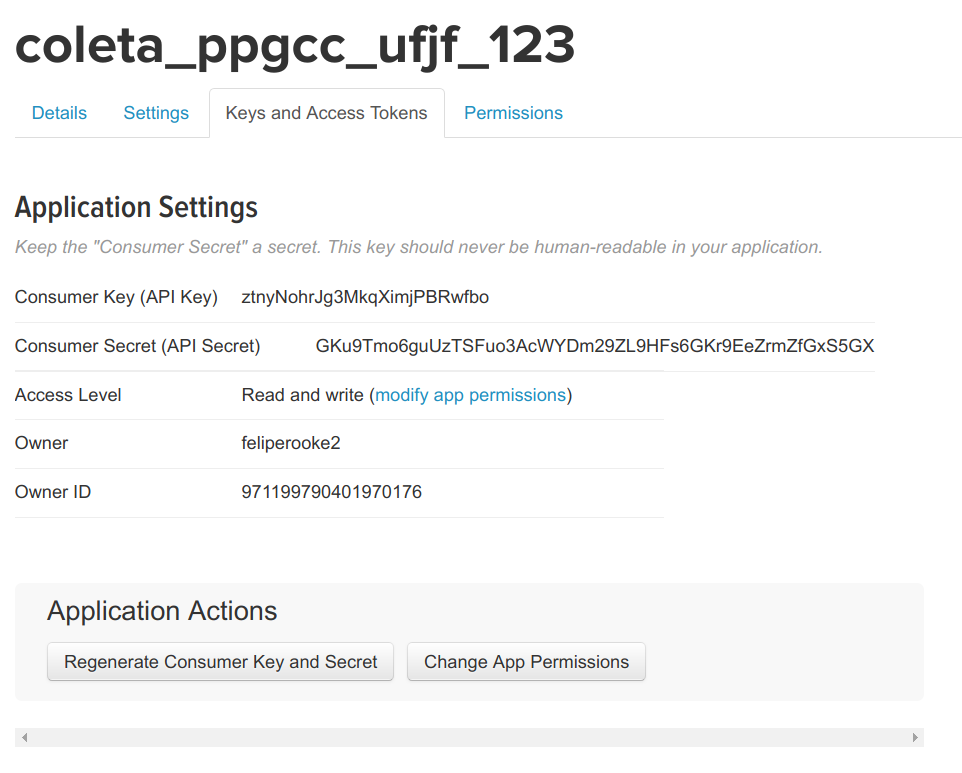 coleta_ppgcc_ufjf_123
Details Settings Keys and Access Tokens Permissions
Application Settings
Keep the "Consumer Secret" a secret. This key should never be human-readable in your application.
Consumer Key (API Key) ztnyNohrJg3MkqXimjPBRwfbo
Consumer Secret (API Secret) GKu9Tmo6guUzTSFuo3AcWYDm29ZL9HFs6GKr9EeZrmZfGxS5GX
Access Level Read and write (modify app permissions)
Owner feliperooke2
Owner ID 971199790401970176
Application Actions
Regenerate Consumer Key and Secret Change App Permissions